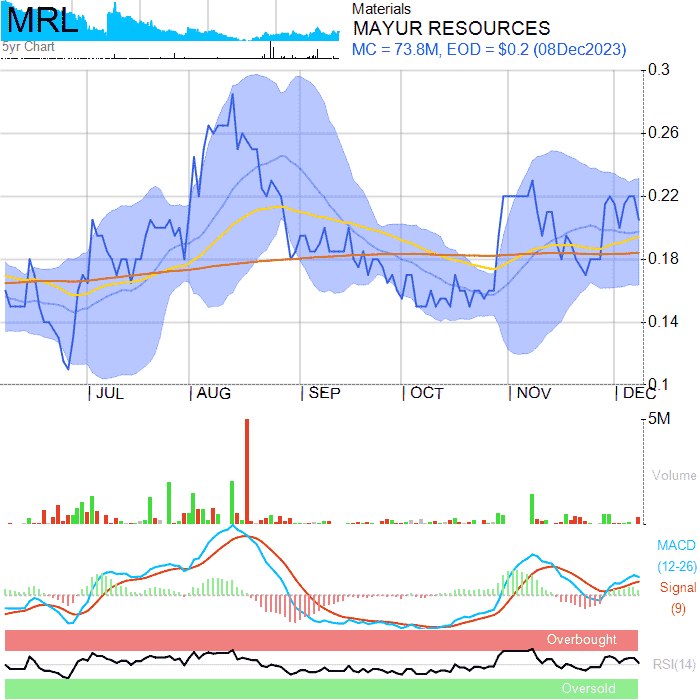 MRL
5yr Chart
Materials
MAYUR RESOURCES
MC = 73.8M, EOD = $0.2 (08Dec2023)
0.3
0.26
0.22
0.18
0.14
0.1
JUL AUG SEP OCT NOV DEC
5M
Volume
MACD
(12-26)
Signal
(9)
Overbought
RSI(14)
Oversold